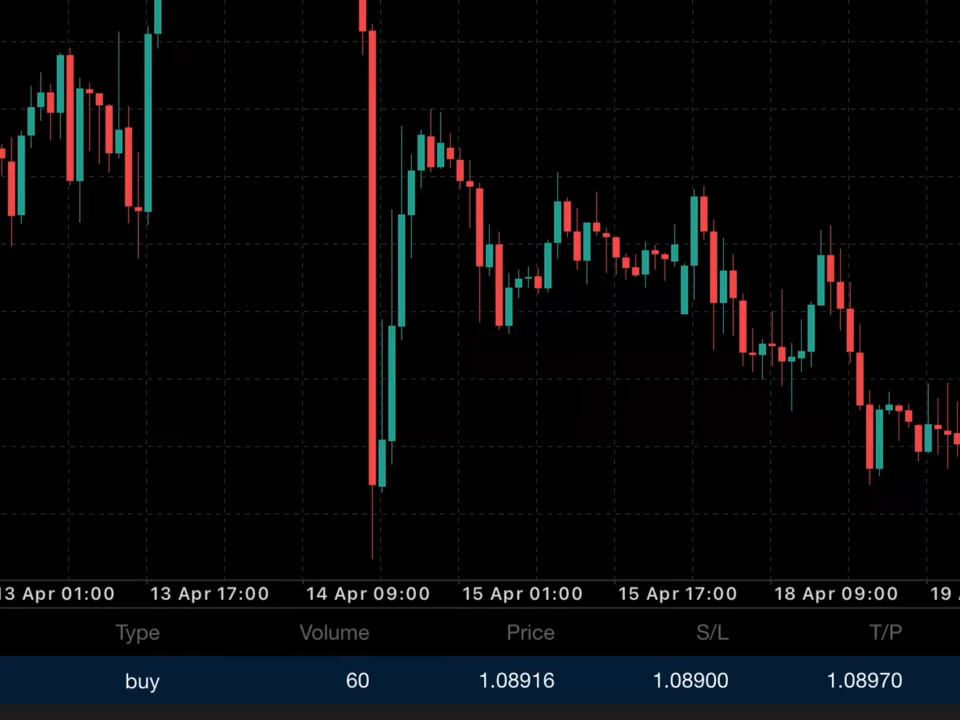 13 Apr 01:00 13 Apr 17:00 14 Apr 09:00 15 Apr 01:00 15 Apr 17:00 18 Apr 09:00 19
Type Volume Price S/L T/P
buy 60 1.08916 1.08900 1.08970